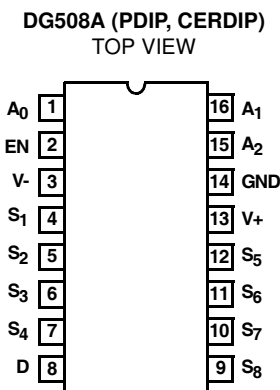 DG508A (PDIP, CERDIP)
TOP VIEW
A0 1 16 A1
EN 2 15 A2
V- 3 14 GND
S1 4 13 V+
S2 5 12 S5
S3 6 11 S6
S4 7 10 S7
D 8 9 S8